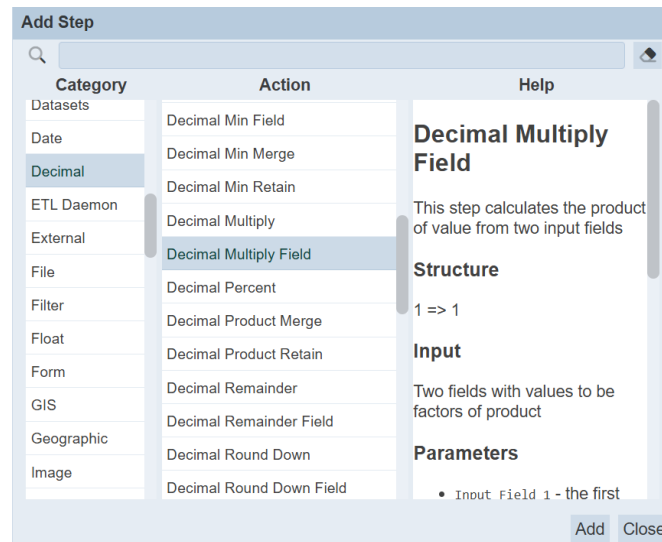 Add Step
Category
Action
Help
Datasets
Date
Decimal
ETL Daemon
External
File
Filter
Float
Form
GIS
Geographic
Image
Decimal Min Field
Decimal Min Merge
Decimal Min Retain
Decimal Multiply
Decimal Multiply Field
Decimal Percent
Decimal Product Merge
Decimal Product Retain
Decimal Remainder
Decimal Remainder Field
Decimal Round Down
Decimal Round Down Field
Decimal Multiply
Field
This step calculates the product
of value from two input fields
Structure
1 => 1
Input
Two fields with values to be
factors of product
Parameters
• Input Field 1 - the first
Add
Close